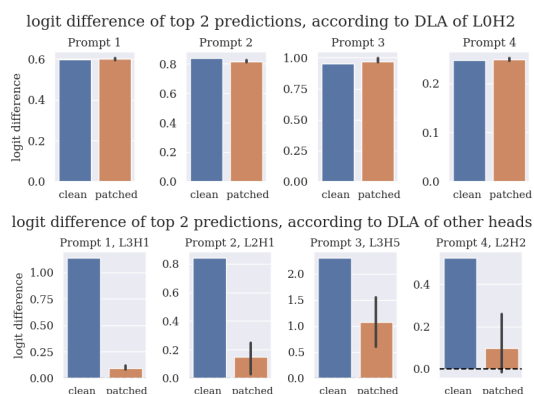 logit difference of top 2 predictions, according to DLA of L0H2
Prompt 1 Prompt 2 Prompt 3 Prompt 4
logit difference
0.6 0.4 0.2 0.0
0.8 0.6 0.4 0.2 0.0
1.00 0.75 0.50 0.25 0.00
0.2 0.1 0.0
clean patched clean patched clean patched clean patched
logit difference of top 2 predictions, according to DLA of other heads
Prompt 1, L3H1 Prompt 2, L2H1 Prompt 3, L3H5 Prompt 4, L2H2
logit difference
1.00 0.75 0.50 0.25 0.00
0.8 0.6 0.4 0.2 0.0
2.0 1.5 1.0 0.5 0.0
0.4 0.2 0.0
clean patched clean patched clean patched clean patched